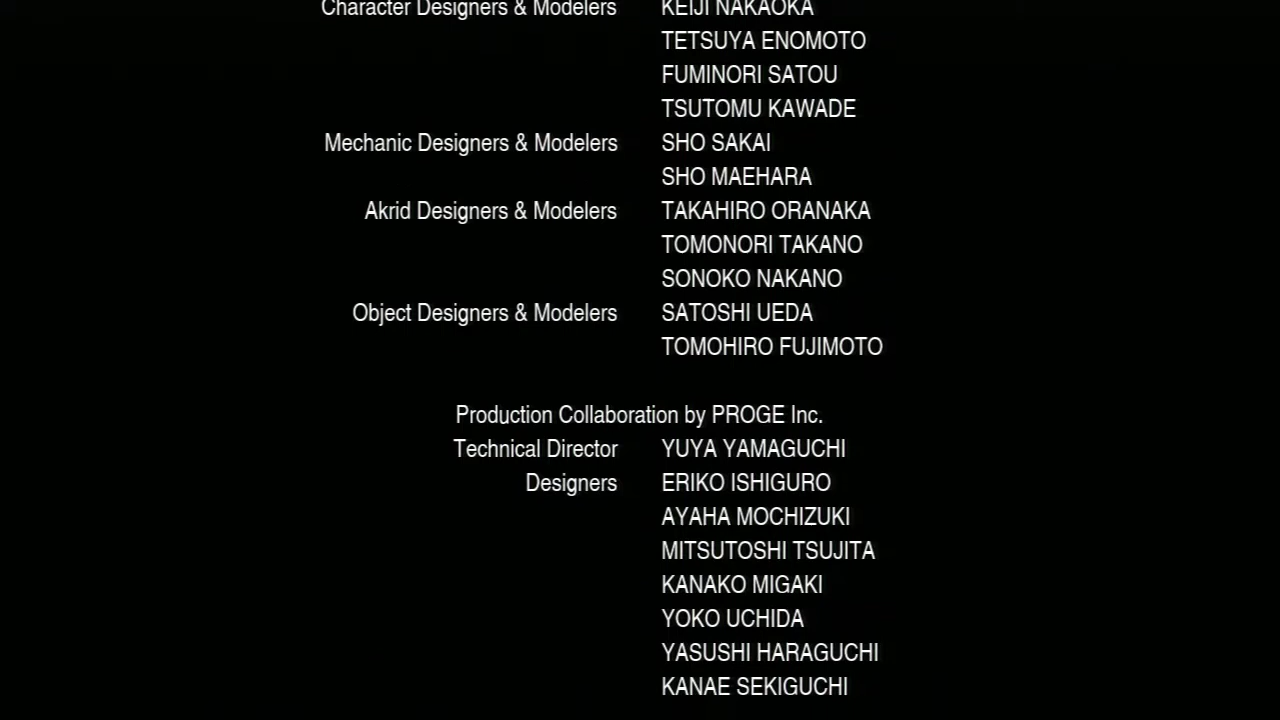 Character Designers & Modelers KEIJI NAKAOKA
TETSUYA ENOMOTO
FUMINORI SATOU
TSUTOMU KAWADE
Mechanic Designers & Modelers SHO SAKAI
SHO MAEHARA
Akrid Designers & Modelers TAKAHIRO ORANAKA
TOMONORI TAKANO
SONOKO NAKANO
Object Designers & Modelers SATOSHI UEDA
TOMOHIRO FUJIMOTO
Production Collaboration by PROGE Inc.
Technical Director YUYA YAMAGUCHI
Designers ERIKO ISHIGURO
AYAHA MOCHIZUKI
MITSUTOSHI TSUJITA
KANAKO MIGAKI
YOKO UCHIDA
YASUSHI HARAGUCHI
KANAE SEKIGUCHI